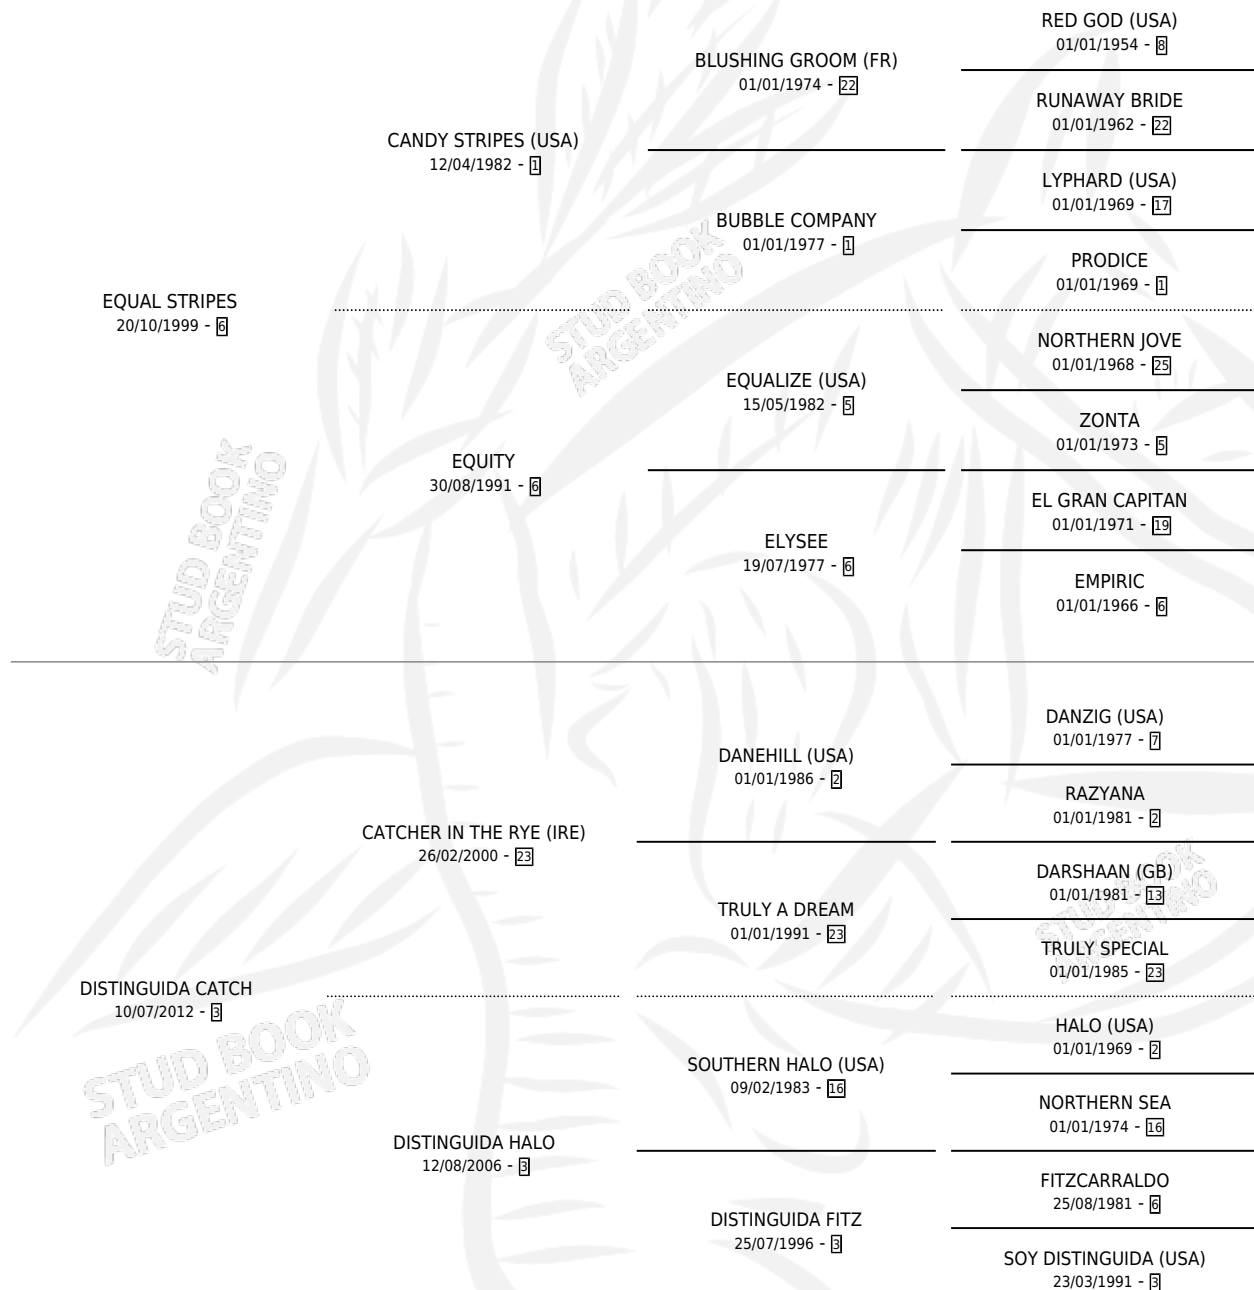 RED GOD (USA)
01/01/1954 - 8
BLUSHING GROOM (FR)
01/01/1974 - 22
RUNAWAY BRIDE
01/01/1962 - 22
CANDY STRIPES (USA)
12/04/1982 - 1
LYPHARD (USA)
01/01/1969 - 17
BUBBLE COMPANY
01/01/1977 - 1
PRODICE
01/01/1969 - 1
EQUAL STRIPES
20/10/1999 - 6
NORTHERN JOVE
01/01/1968 - 25
EQUALIZE (USA)
15/05/1982 - 5
ZONTA
01/01/1973 - 5
EQUITY
30/08/1991 - 6
EL GRAN CAPITAN
01/01/1971 - 19
ELYSEE
19/07/1977 - 6
EMPIRIC
01/01/1966 - 6
STUD BOOK
ARGENTINO
STUD BOOK
ARGENTINO
DANZIG (USA)
01/01/1977 - 7
DANEHILL (USA)
01/01/1986 - 2
RAZYANA
01/01/1981 - 2
CATCHER IN THE RYE (IRE)
26/02/2000 - 23
DARSHAAN (GB)
01/01/1981 - 13
TRULY A DREAM
01/01/1991 - 23
TRULY SPECIAL
01/01/1985 - 23
STUD BOOK
ARGENTINO
DISTINGUIDA CATCH
10/07/2012 - 3
HALO (USA)
01/01/1969 - 2
SOUTHERN HALO (USA)
09/02/1983 - 16
NORTHERN SEA
01/01/1974 - 16
STUD BOOK
ARGENTINO
DISTINGUIDA HALO
12/08/2006 - 3
FITZCARRALDO
25/08/1981 - 6
DISTINGUIDA FITZ
25/07/1996 - 3
SOY DISTINGUIDA (USA)
23/03/1991 - 3